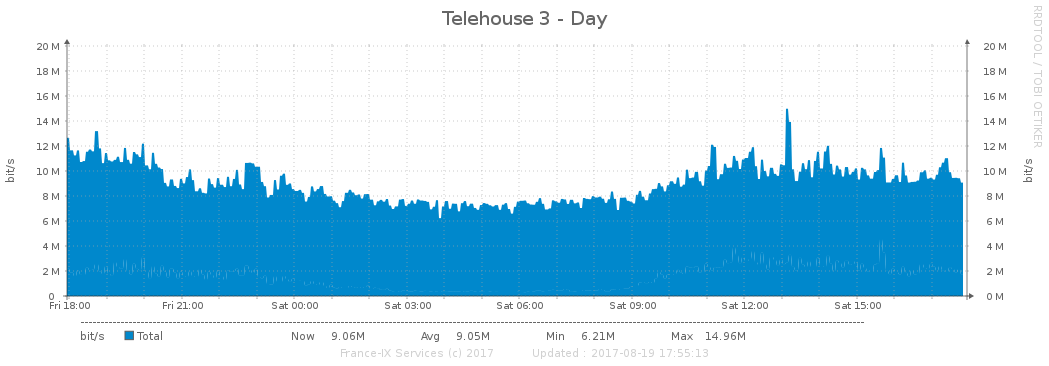 Telehouse 3 - Day
RRDTOOL / TOBI OETIKER
bit/s
bit/s
20 M 20 M
18 M 18 M
16 M 16 M
14 M 14 M
12 M 12 M
10 M 10 M
8 M 8 M
6 M 6 M
4 M 4 M
2 M 2 M
0 0 M
Fri 18:00 Fri 21:00 Sat 00:00 Sat 03:00 Sat 06:00 Sat 09:00 Sat 12:00 Sat 15:00
bit/s Total Now 9.06M Avg 9.05M Min 6.21M Max 14.96M
France-IX Services (c) 2017 Updated : 2017-08-19 17:55:13